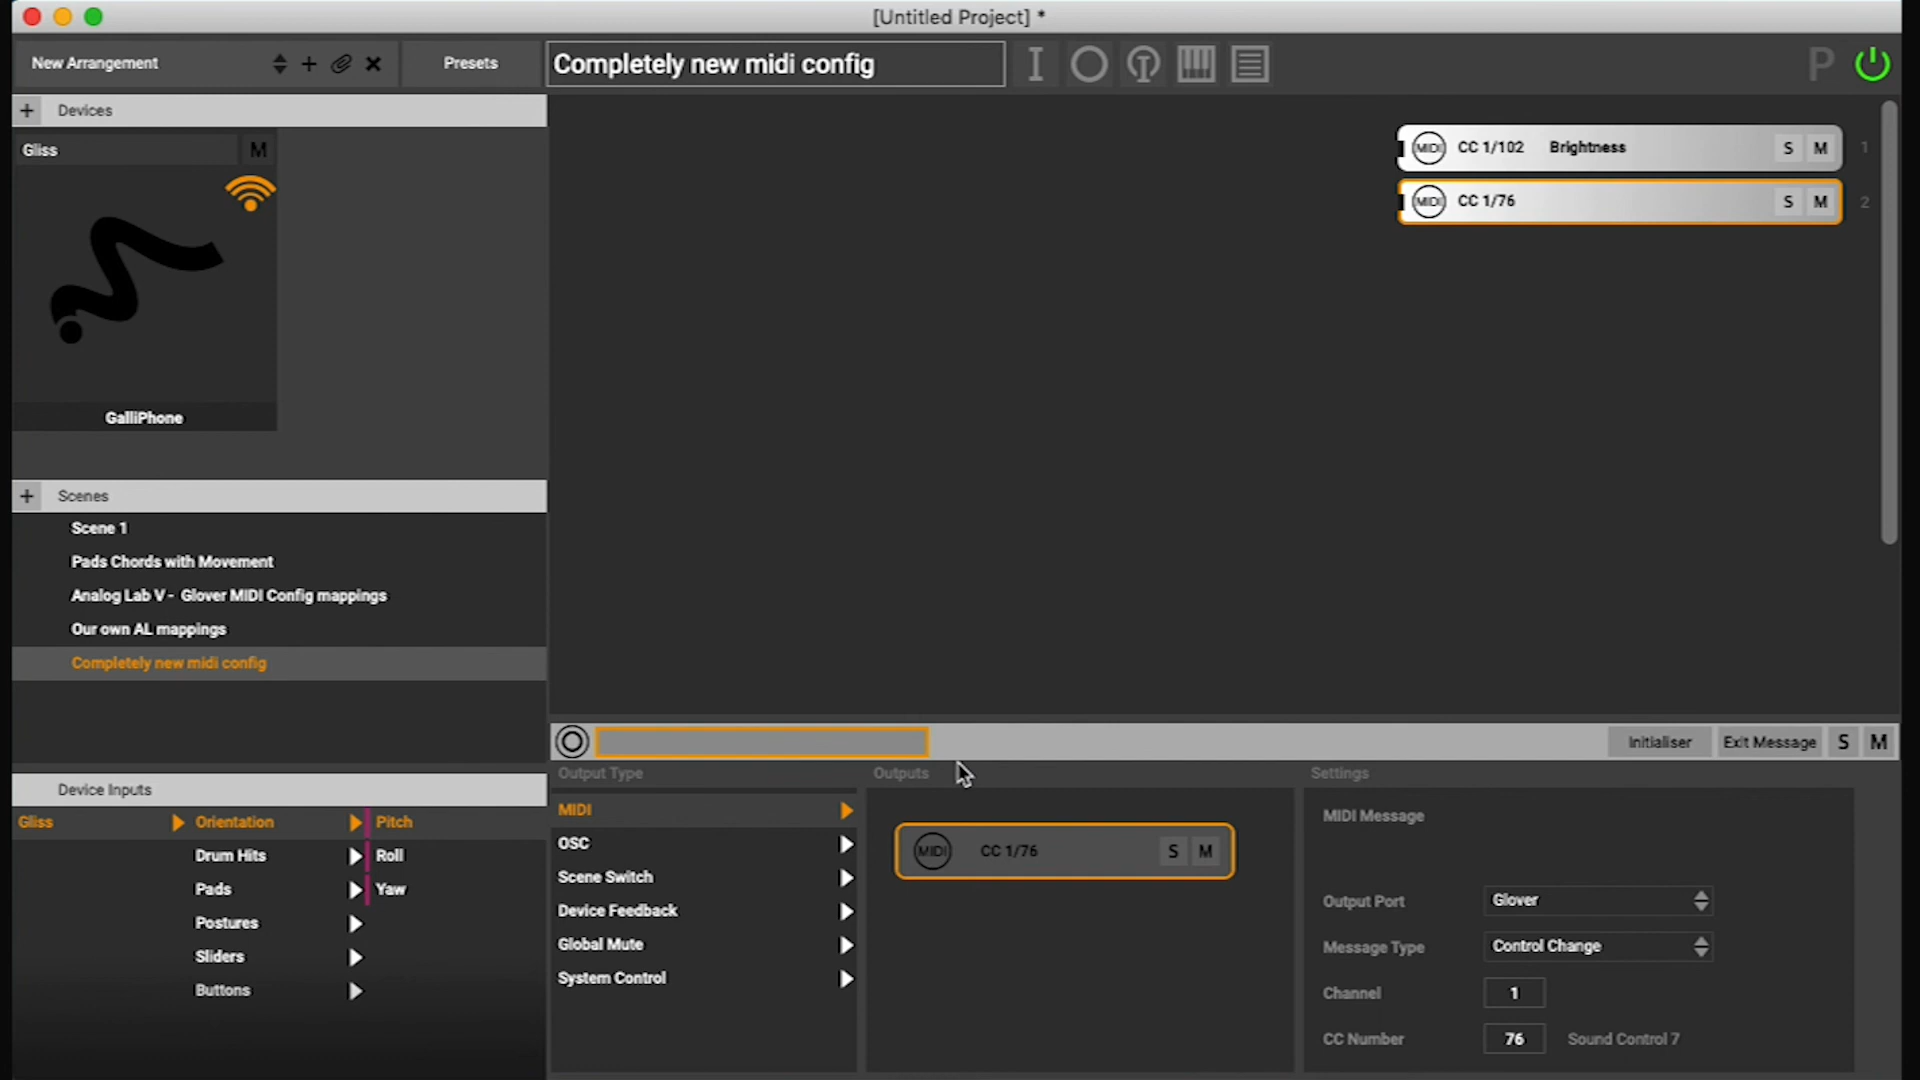 [Untitled Project] *
New Arrangement
Presets
Completely new midi config
P
Devices
Gliss M
GalliPhone
MIDI CC 1/102 Brightness S M 1
MIDI CC 1/76 S M 2
Scenes
Scene 1
Pads Chords with Movement
Analog Lab V - Glover MIDI Config mappings
Our own AL mappings
Completely new midi config
Device Inputs
Gliss Orientation Pitch
Drum Hits Roll
Pads Yaw
Postures
Sliders
Buttons
Initialiser Exit Message S M
Output Type Outputs Settings
MIDI
OSC
Scene Switch
Device Feedback
Global Mute
System Control
MIDI CC 1/76 S M
MIDI Message
Output Port Glover
Message Type Control Change
Channel 1
CC Number 76 Sound Control 7